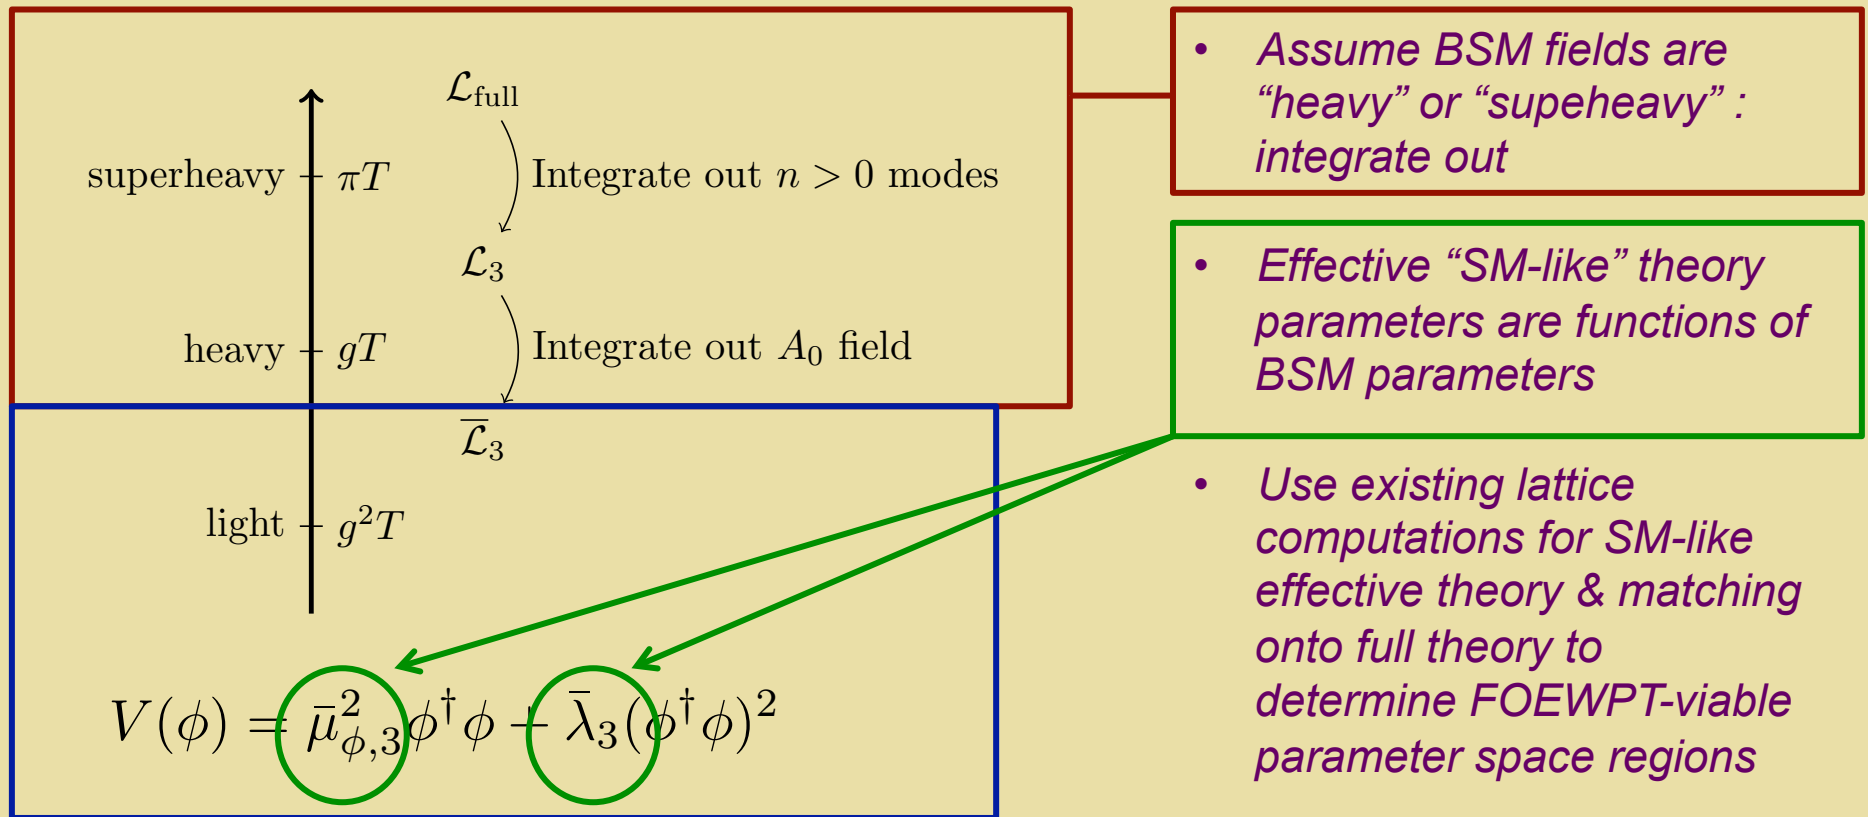 𝓛_full
superheavy πT Integrate out n > 0 modes
𝓛_3
heavy gT Integrate out A_0 field
\overline{𝓛}_3
light g^2T
V(ϕ) = \bar{μ}^2_{ϕ,3} ϕ^†ϕ + \bar{λ}_3(ϕ^†ϕ)^2
• Assume BSM fields are
“heavy” or “supeheavy” :
integrate out
• Effective “SM-like” theory
parameters are functions of
BSM parameters
• Use existing lattice
computations for SM-like
effective theory & matching
onto full theory to
determine FOEWPT-viable
parameter space regions